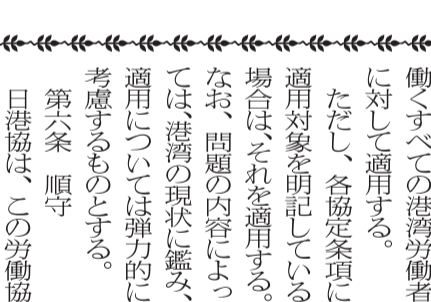 働くすべての港湾労働者
に対して適用する。
ただし、各協定条項に
適用対象を明記している
場合は、それを適用する。
なお、問題の内容によっ
ては、港湾の現状に鑑み、
適用については弾力的に
考慮するものとする。
第六条　順守
日港協は、この労働協